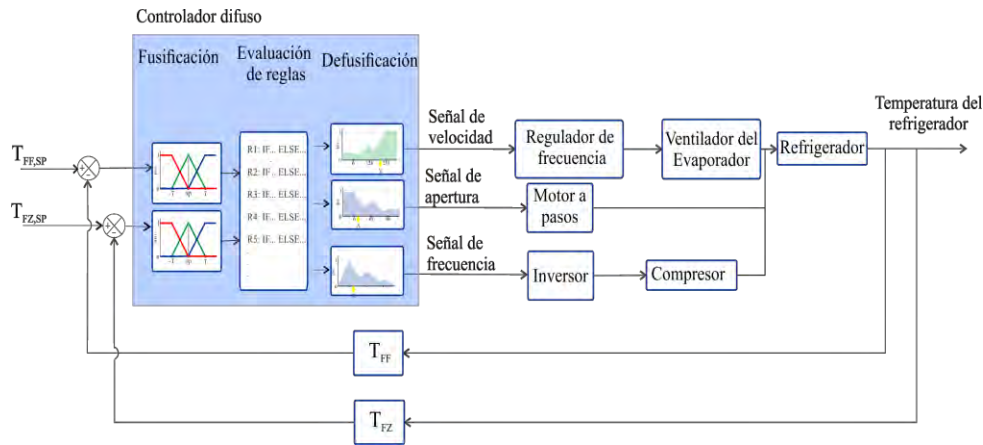 Controlador difuso
Fusificación
Evaluación
de reglas
Defusificación
T_FF,SP
T_FZ,SP
+
−
+
−
R1: IF... ELSE...
R2: IF... ELSE...
R3: IF... ELSE...
R4: IF... ELSE...
R5: IF... ELSE...
Señal de
velocidad
Regulador de
frecuencia
Ventilador del
Evaporador
Refrigerador
Temperatura del
refrigerador
Señal de
apertura
Motor a
pasos
Señal de
frecuencia
Inversor
Compresor
T_FF
T_FZ